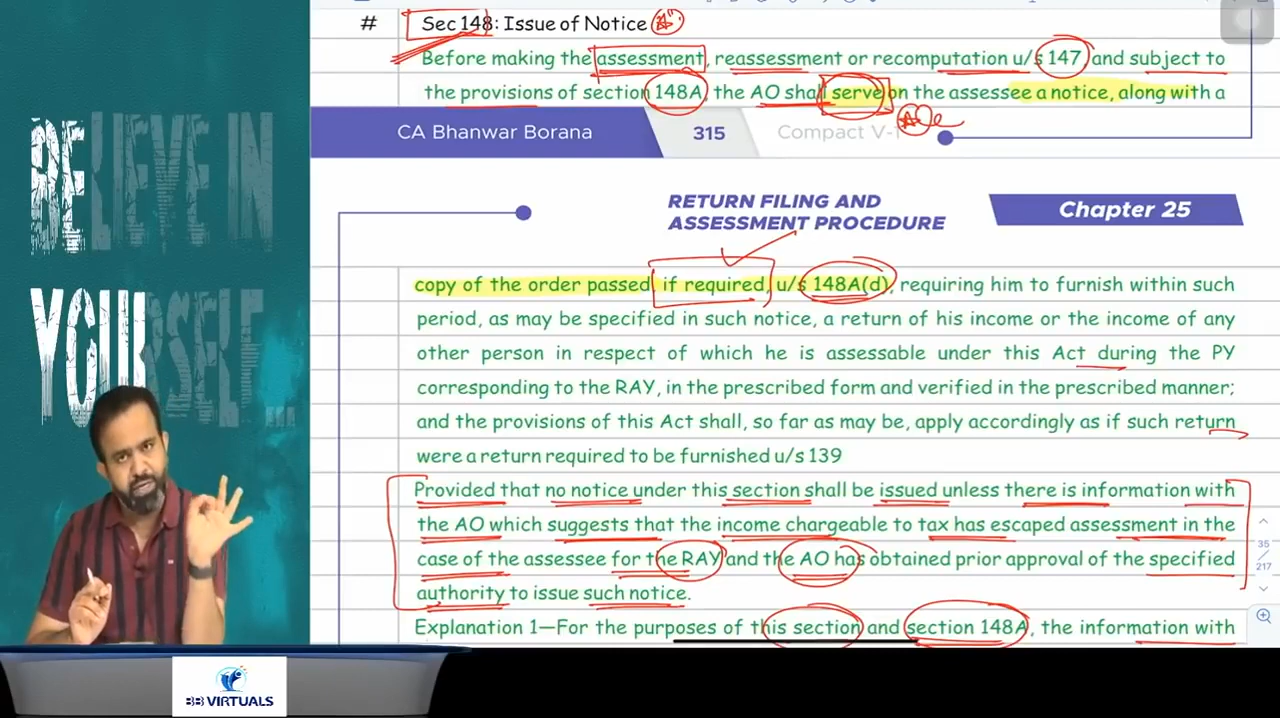 BELIEVE IN
YOURSELF...
# Sec 148: Issue of Notice
Before making the assessment, reassessment or recomputation u/s 147 and subject to
the provisions of section 148A, the AO shall serve on the assessee a notice, along with a
CA Bhanwar Borana 315 Compact V-1
RETURN FILING AND
ASSESSMENT PROCEDURE
Chapter 25
copy of the order passed, if required, u/s 148A(d), requiring him to furnish within such
period, as may be specified in such notice, a return of his income or the income of any
other person in respect of which he is assessable under this Act during the PY
corresponding to the RAY, in the prescribed form and verified in the prescribed manner;
and the provisions of this Act shall, so far as may be, apply accordingly as if such return
were a return required to be furnished u/s 139
Provided that no notice under this section shall be issued unless there is information with
the AO which suggests that the income chargeable to tax has escaped assessment in the
case of the assessee for the RAY and the AO has obtained prior approval of the specified
authority to issue such notice.
Explanation 1—For the purposes of this section and section 148A, the information with
35
217
BB VIRTUALS